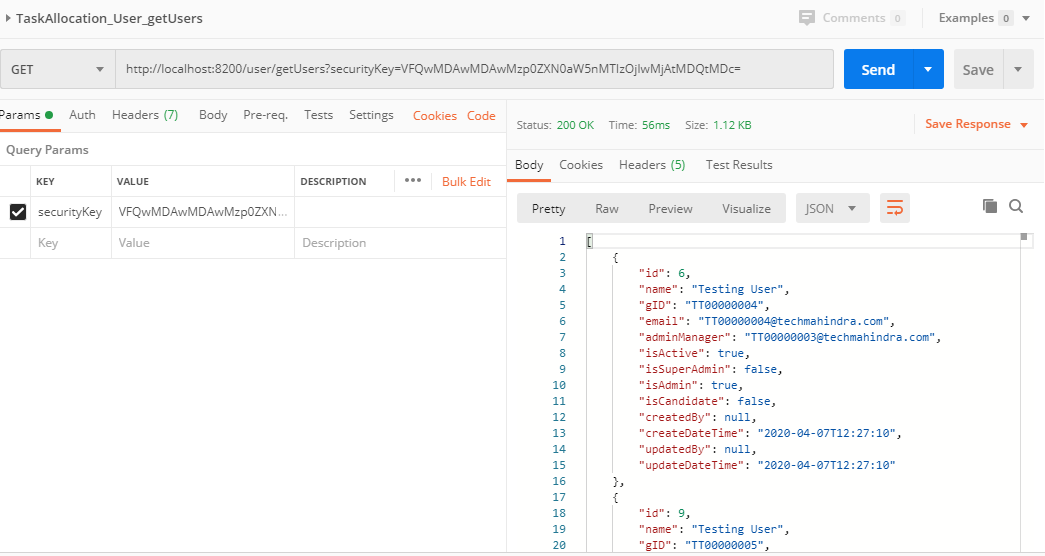 TaskAllocation_User_getUsers
Comments 0
Examples 0
GET
http://localhost:8200/user/getUsers?securityKey=VFQwMDAwMDAwMzp0ZXN0aW5nMTIzOjIwMjAtMDQtMDc=
Send
Save
Params Auth Headers (7) Body Pre-req. Tests Settings Cookies Code
Query Params
KEY VALUE DESCRIPTION ••• Bulk Edit
securityKey VFQwMDAwMDAwMzp0ZXN...
Key Value Description
Status: 200 OK Time: 56ms Size: 1.12 KB Save Response
Body Cookies Headers (5) Test Results
Pretty Raw Preview Visualize JSON
1 [
2 {
3 "id": 6,
4 "name": "Testing User",
5 "gID": "TT00000004",
6 "email": "TT00000004@techmahindra.com",
7 "adminManager": "TT00000003@techmahindra.com",
8 "isActive": true,
9 "isSuperAdmin": false,
10 "isAdmin": true,
11 "isCandidate": false,
12 "createdBy": null,
13 "createDateTime": "2020-04-07T12:27:10",
14 "updatedBy": null,
15 "updateDateTime": "2020-04-07T12:27:10"
16 },
17 {
18 "id": 9,
19 "name": "Testing User",
20 "gID": "TT00000005",